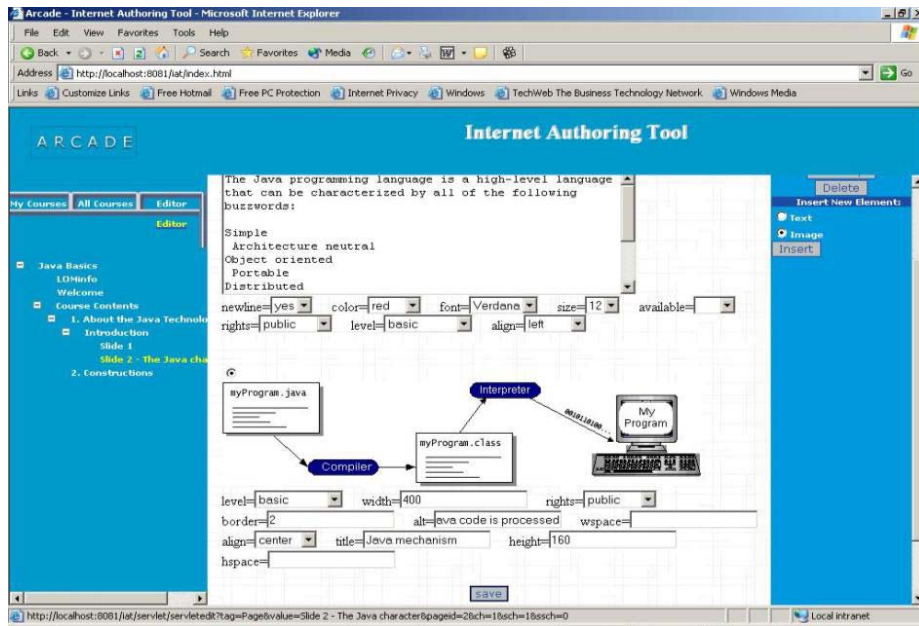 Arcade - Internet Authoring Tool - Microsoft Internet Explorer
File Edit View Favorites Tools Help
Back Search Favorites Media
Address http://localhost:8081/iat/index.html Go
Links Customize Links Free Hotmail Free PC Protection Internet Privacy Windows TechWeb The Business Technology Network Windows Media
ARCADE
Internet Authoring Tool
My Courses All Courses Editor
Editor
Java Basics
LOMinfo
Welcome
Course Contents
1. About the Java Technolo
Introduction
Slide 1
Slide 2 - The Java cha
2. Constructions
The Java programming language is a high-level language
that can be characterized by all of the following
buzzwords:
Simple
Architecture neutral
Object oriented
Portable
Distributed
newline= yes color= red font= Verdana size= 12 available=
rights= public level= basic align= left
myProgram.java
Compiler
myProgram.class
Interpreter
0010110100...
My
Program
level= basic width= 400 rights= public
border= 2 alt= ava code is processed wspace=
align= center title= Java mechanism height= 160
hspace=
save
Delete
Insert New Element:
Text
Image
Insert
http://localhost:8081/iat/servlet/servletedit?tag=Page&value=Slide 2 - The Java character&pageid=2&ch=1&sch=1&ssch=0 Local intranet